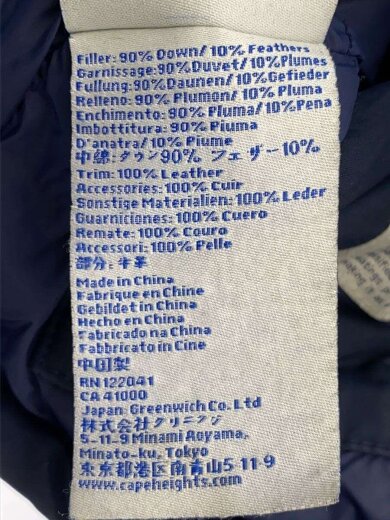 Filler: 90% Down/ 10% Feathers
Garnissage: 90% Duvet/ 10% Plumes
Fullung: 90% Daunen/ 10% Gefieder
Relleno: 90% Plumon/ 10% Pluma
Enchimento: 90% Pluma/ 10% Pena
Imbottitura: 90% Piuma
D'anatra/ 10% Piume
中綿: ダウン 90% フェザー 10%
Trim: 100% Leather
Accessories: 100% Cuir
Sonstige Materialien: 100% Leder
Guarniciones: 100% Cuero
Remate: 100% Couro
Accessori: 100% Pelle
部分: 牛革
Made in China
Fabrique en Chine
Gebildet in China
Hecho en China
Fabricado na China
Fabbricato in Cine
中国製
RN 122041
CA 41000
Japan: Greenwich Co. Ltd
株式会社 グリニッジ
5-11-9 Minami Aoyama,
Minato-ku, Tokyo
東京都港区南青山5-11-9
www.capeheights.com